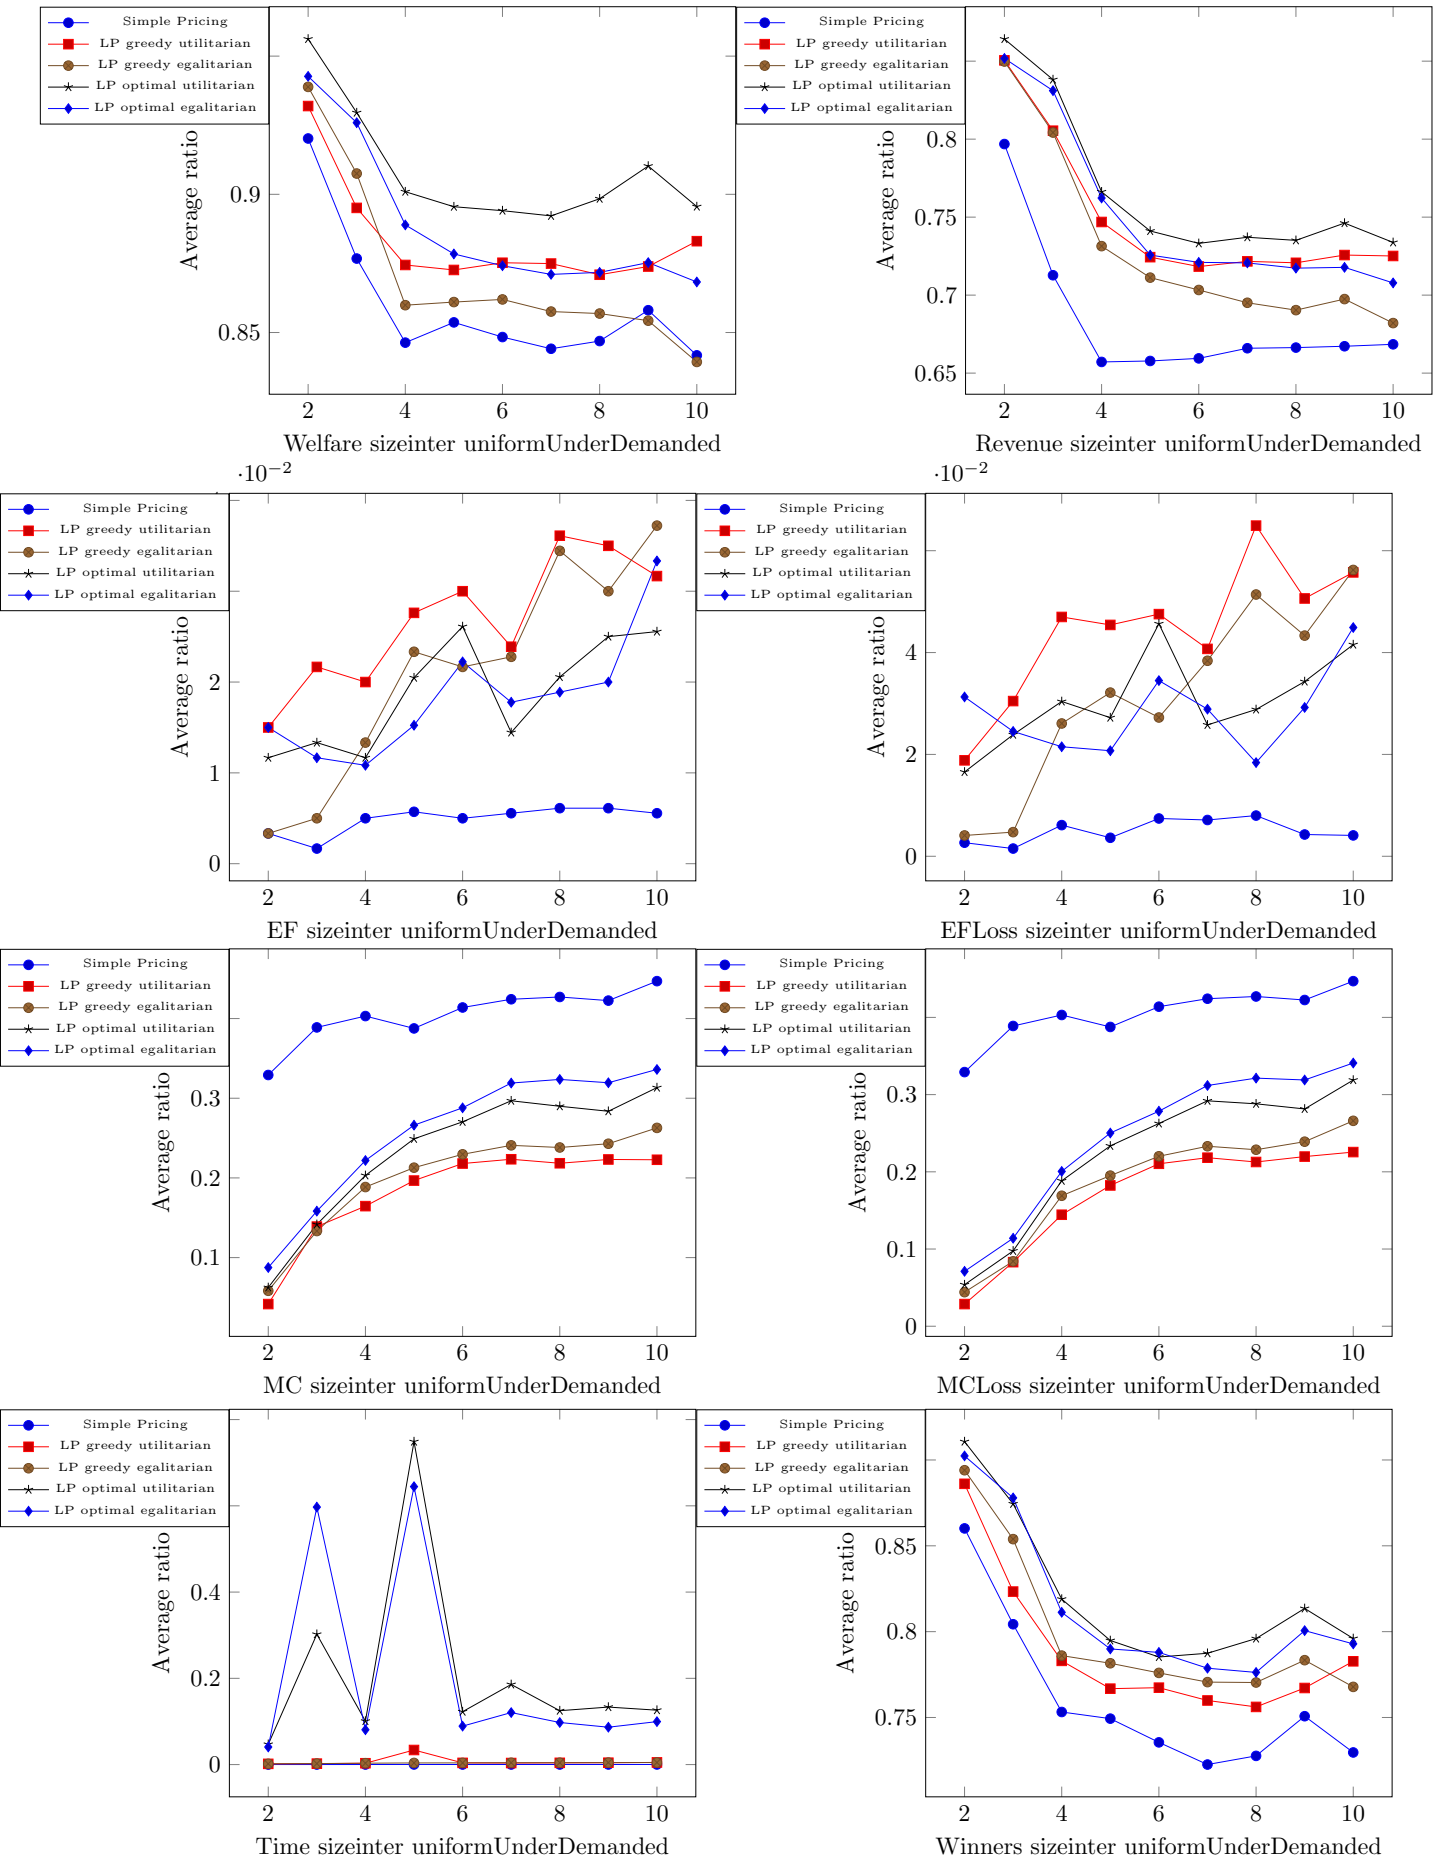 Simple Pricing
LP greedy utilitarian
LP greedy egalitarian
LP optimal utilitarian
LP optimal egalitarian
Average ratio
0.9
0.85
2 4 6 8 10
Welfare sizeinter uniformUnderDemanded
Simple Pricing
LP greedy utilitarian
LP greedy egalitarian
LP optimal utilitarian
LP optimal egalitarian
Average ratio
0.8
0.75
0.7
0.65
2 4 6 8 10
Revenue sizeinter uniformUnderDemanded
·10−2
Simple Pricing
LP greedy utilitarian
LP greedy egalitarian
LP optimal utilitarian
LP optimal egalitarian
Average ratio
2
1
0
2 4 6 8 10
EF sizeinter uniformUnderDemanded
·10−2
Simple Pricing
LP greedy utilitarian
LP greedy egalitarian
LP optimal utilitarian
LP optimal egalitarian
Average ratio
4
2
0
2 4 6 8 10
EFLoss sizeinter uniformUnderDemanded
Simple Pricing
LP greedy utilitarian
LP greedy egalitarian
LP optimal utilitarian
LP optimal egalitarian
Average ratio
0.3
0.2
0.1
2 4 6 8 10
MC sizeinter uniformUnderDemanded
Simple Pricing
LP greedy utilitarian
LP greedy egalitarian
LP optimal utilitarian
LP optimal egalitarian
Average ratio
0.3
0.2
0.1
0
2 4 6 8 10
MCLoss sizeinter uniformUnderDemanded
Simple Pricing
LP greedy utilitarian
LP greedy egalitarian
LP optimal utilitarian
LP optimal egalitarian
Average ratio
0.4
0.2
0
2 4 6 8 10
Time sizeinter uniformUnderDemanded
Simple Pricing
LP greedy utilitarian
LP greedy egalitarian
LP optimal utilitarian
LP optimal egalitarian
Average ratio
0.85
0.8
0.75
2 4 6 8 10
Winners sizeinter uniformUnderDemanded